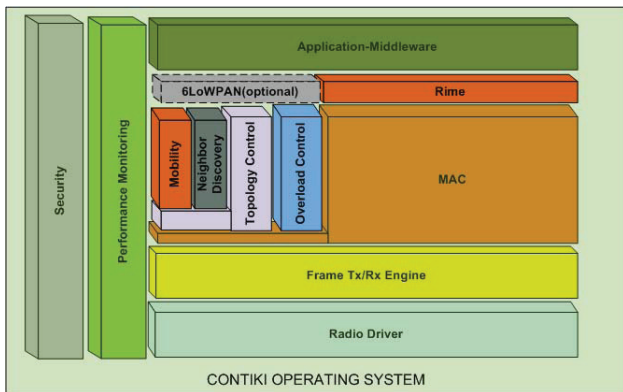 Application-Middleware
6LoWPAN(optional)
Rime
Security
Performance Monitoring
Mobility
Neighbor
Discovery
Topology Control
Overload Control
MAC
Frame Tx/Rx Engine
Radio Driver
CONTIKI OPERATING SYSTEM